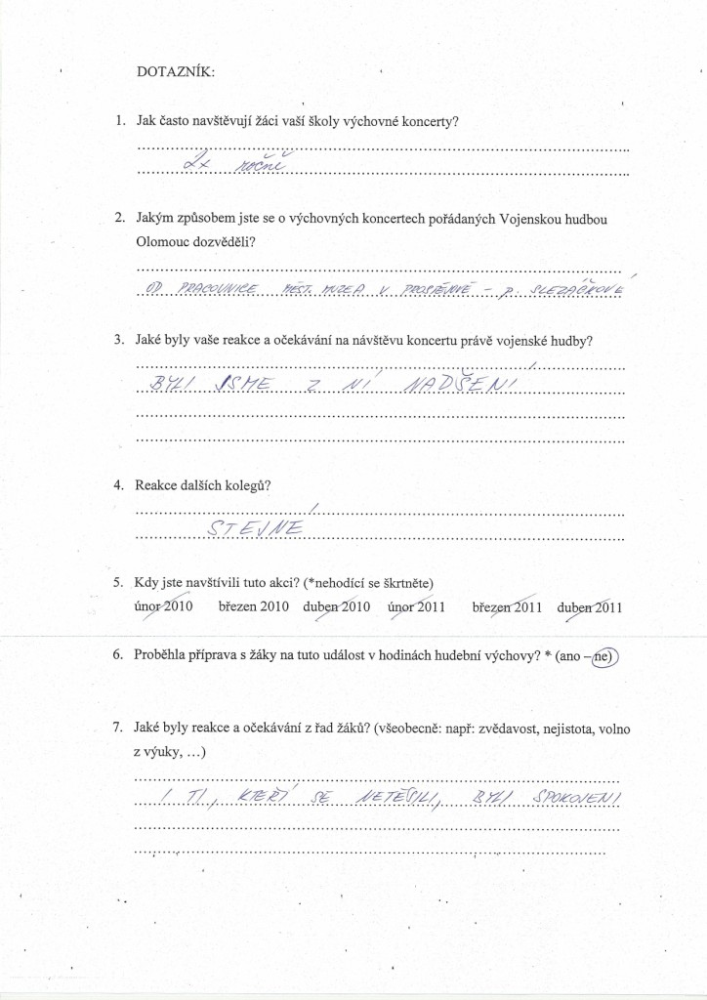 DOTAZNÍK:
1. Jak často navštěvují žáci vaší školy výchovné koncerty?
2x ročně
2. Jakým způsobem jste se o výchovných koncertech pořádaných Vojenskou hudbou
Olomouc dozvěděli?
OD PRACOVNICE MĚST. MUZEA V PROSTĚJOVĚ – p. SLEZÁČKOVÉ
3. Jaké byly vaše reakce a očekávání na návštěvu koncertu právě vojenské hudby?
BYLI JSME Z NÍ NADŠENÍ
4. Reakce dalších kolegů?
STEJNÉ
5. Kdy jste navštívili tuto akci? (*nehodící se škrtněte)
únor 2010 březen 2010 duben 2010 únor 2011 březen 2011 duben 2011
6. Proběhla příprava s žáky na tuto událost v hodinách hudební výchovy? * (ano – ne)
7. Jaké byly reakce a očekávání z řad žáků? (všeobecně: např: zvědavost, nejistota, volno
z výuky, …)
I TI, KTEŘÍ SE NETĚŠILI, BYLI SPOKOJENI